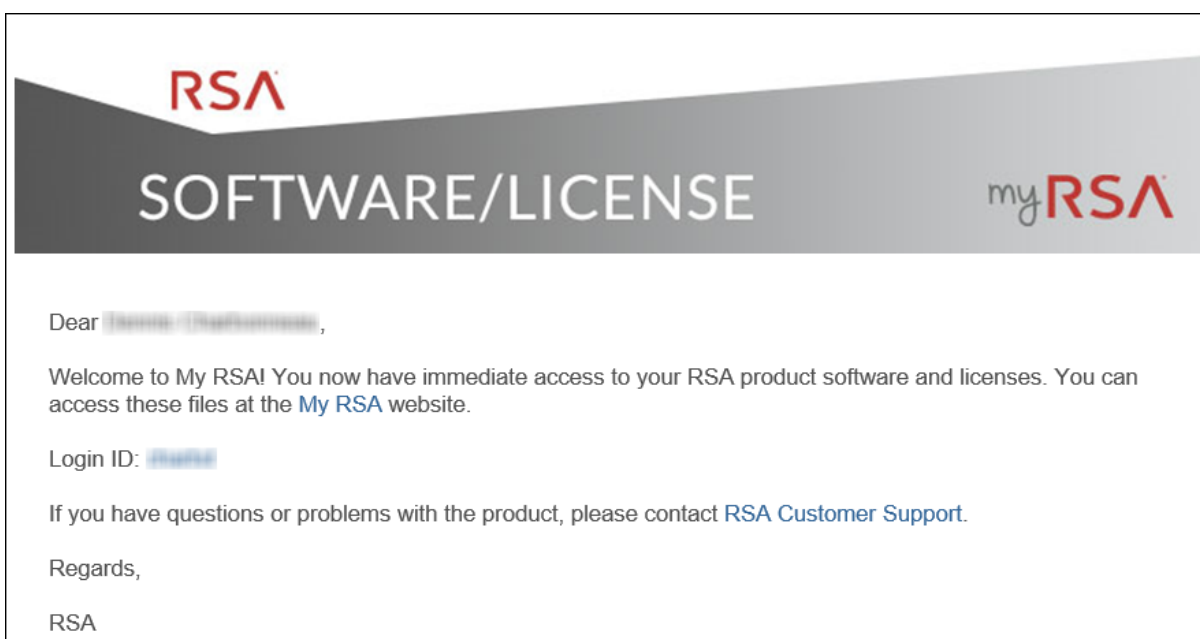 RSA
SOFTWARE/LICENSE
myRSA
Dear ,
Welcome to My RSA! You now have immediate access to your RSA product software and licenses. You can
access these files at the My RSA website.
Login ID:
If you have questions or problems with the product, please contact RSA Customer Support.
Regards,
RSA